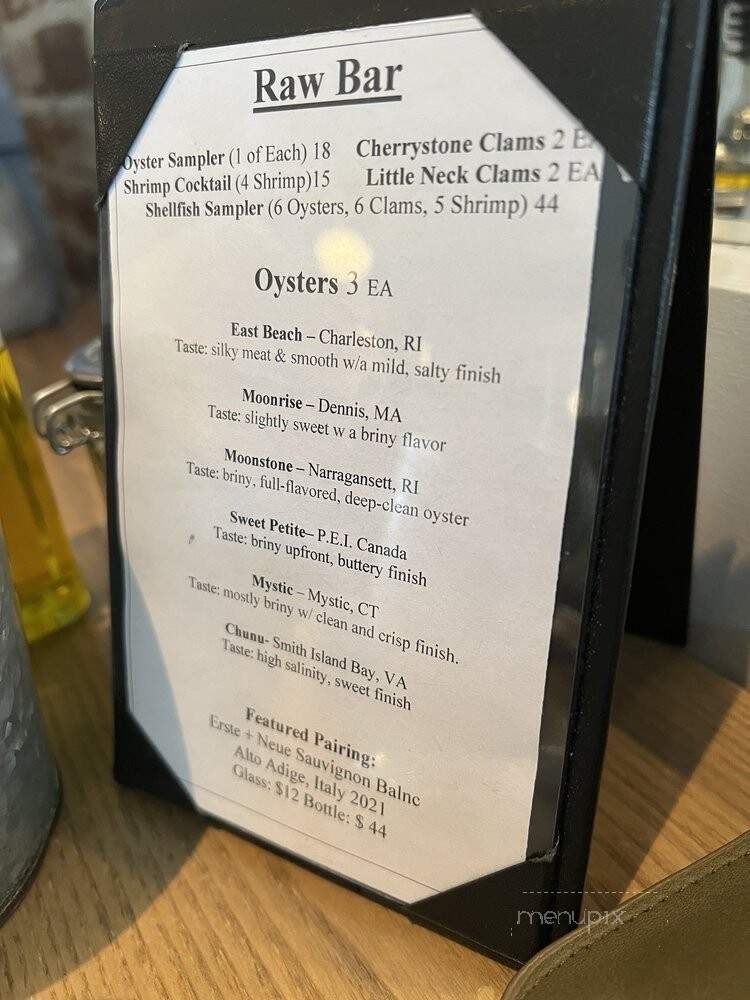 Raw Bar
Oyster Sampler (1 of Each) 18 Cherrystone Clams 2 E
Shrimp Cocktail (4 Shrimp)15 Little Neck Clams 2 EA
Shellfish Sampler (6 Oysters, 6 Clams, 5 Shrimp) 44
Oysters 3 EA
East Beach – Charleston, RI
Taste: silky meat & smooth w/a mild, salty finish
Moonrise – Dennis, MA
Taste: slightly sweet w a briny flavor
Moonstone – Narragansett, RI
Taste: briny, full-flavored, deep-clean oyster
Sweet Petite– P.E.I. Canada
Taste: briny upfront, buttery finish
Mystic – Mystic, CT
Taste: mostly briny w/ clean and crisp finish.
Chunu- Smith Island Bay, VA
Taste: high salinity, sweet finish
Featured Pairing:
Erste + Neue Sauvignon Balnc
Alto Adige, Italy 2021
Glass: $12 Bottle: $ 44
menupix